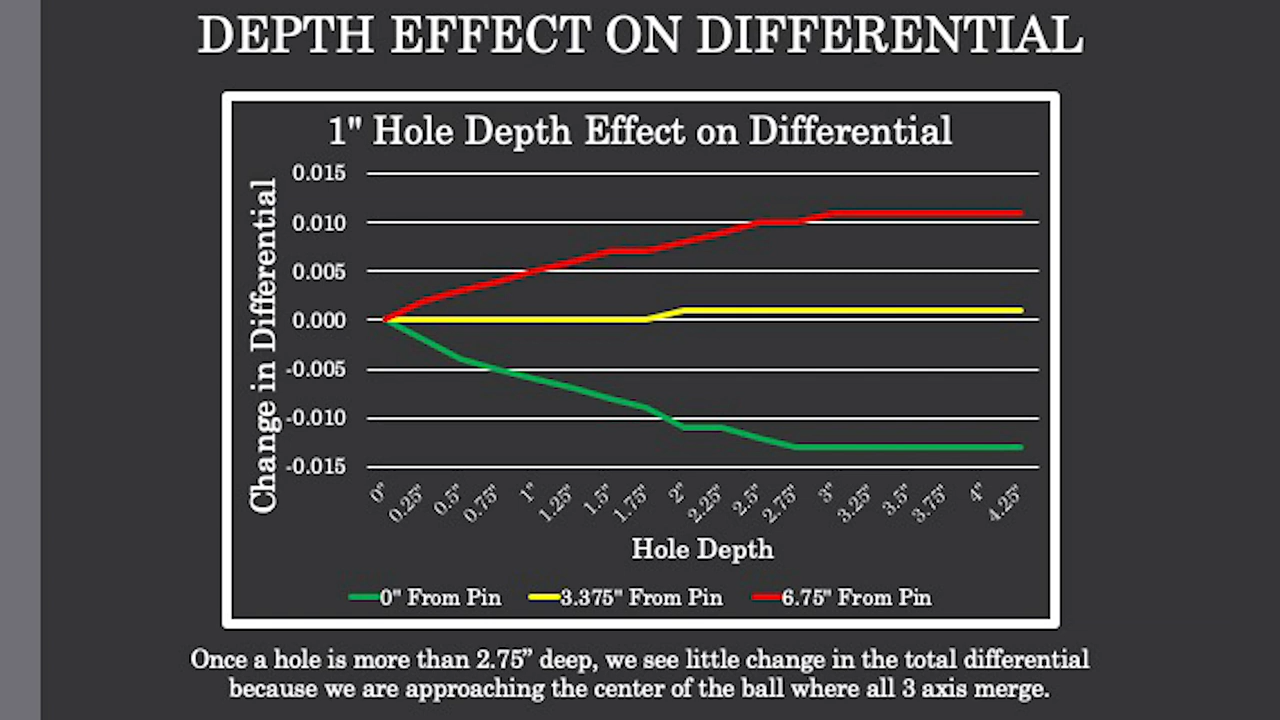 DEPTH EFFECT ON DIFFERENTIAL
1" Hole Depth Effect on Differential
Change in Differential
0.015
0.010
0.005
0.000
-0.005
-0.010
-0.015
0" 0.25" 0.5" 0.75" 1" 1.25" 1.5" 1.75" 2" 2.25" 2.5" 2.75" 3" 3.25" 3.5" 3.75" 4" 4.25"
Hole Depth
0" From Pin 3.375" From Pin 6.75" From Pin
Once a hole is more than 2.75” deep, we see little change in the total differential
because we are approaching the center of the ball where all 3 axis merge.